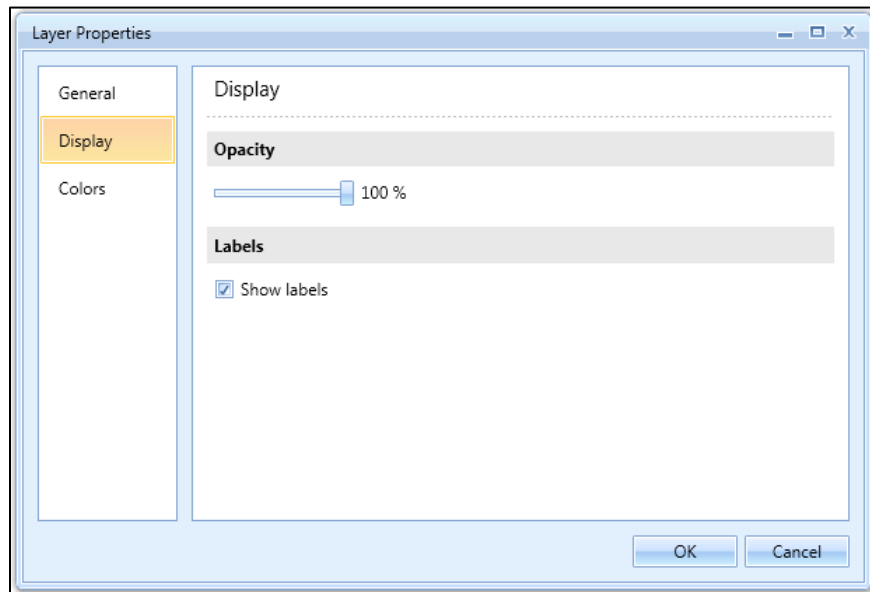 Layer Properties
General
Display
Colors
Display
Opacity
100 %
Labels
Show labels
OK
Cancel